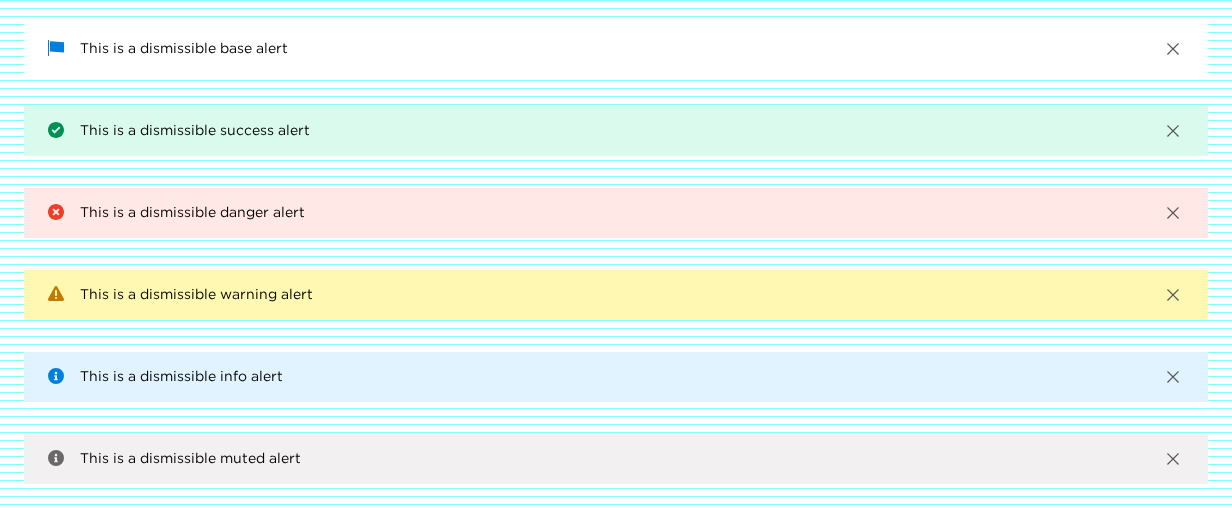 This is a dismissible base alert
This is a dismissible success alert
This is a dismissible danger alert
This is a dismissible warning alert
This is a dismissible info alert
This is a dismissible muted alert